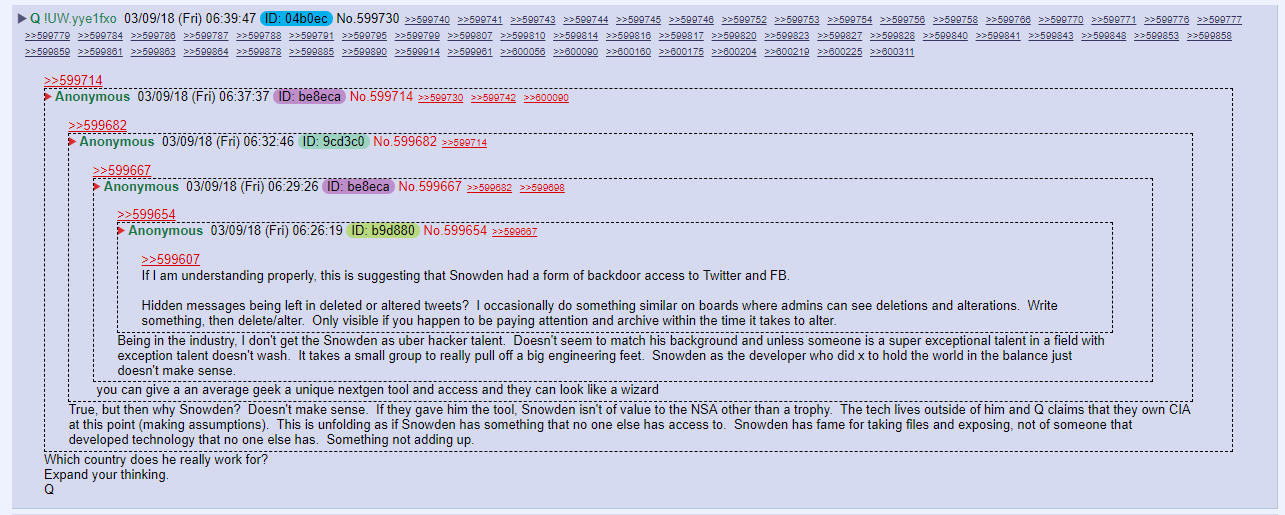 ▶ Q !UW.yye1fxo 03/09/18 (Fri) 06:39:47 ID: 04b0ec No.599730 >>599740 >>599741 >>599743 >>599744 >>599745 >>599746 >>599752 >>599753 >>599754 >>599756 >>599758 >>599766 >>599770 >>599771 >>599776 >>599777
>>599779 >>599784 >>599786 >>599787 >>599788 >>599791 >>599795 >>599799 >>599807 >>599810 >>599814 >>599816 >>599817 >>599820 >>599823 >>599827 >>599828 >>599840 >>599841 >>599843 >>599848 >>599853 >>599858
>>599859 >>599861 >>599863 >>599864 >>599878 >>599885 >>599890 >>599914 >>599961 >>600056 >>600090 >>600160 >>600175 >>600204 >>600219 >>600225 >>600311
>>599714
Anonymous 03/09/18 (Fri) 06:37:37 ID: be8eca No.599714 >>599730 >>599742 >>600090
>>599682
Anonymous 03/09/18 (Fri) 06:32:46 ID: 9cd3c0 No.599682 >>599714
>>599667
Anonymous 03/09/18 (Fri) 06:29:26 ID: be8eca No.599667 >>599682 >>599698
>>599654
Anonymous 03/09/18 (Fri) 06:26:19 ID: b9d880 No.599654 >>599667
>>599607
If I am understanding properly, this is suggesting that Snowden had a form of backdoor access to Twitter and FB.
Hidden messages being left in deleted or altered tweets? I occasionally do something similar on boards where admins can see deletions and alterations. Write
something, then delete/alter. Only visible if you happen to be paying attention and archive within the time it takes to alter.
Being in the industry, I don't get the Snowden as uber hacker talent. Doesn't seem to match his background and unless someone is a super exceptional talent in a field with
exception talent doesn't wash. It takes a small group to really pull off a big engineering feet. Snowden as the developer who did x to hold the world in the balance just
doesn't make sense.
you can give a an average geek a unique nextgen tool and access and they can look like a wizard
True, but then why Snowden? Doesn't make sense. If they gave him the tool, Snowden isn't of value to the NSA other than a trophy. The tech lives outside of him and Q claims that they own CIA
at this point (making assumptions). This is unfolding as if Snowden has something that no one else has access to. Snowden has fame for taking files and exposing, not of someone that
developed technology that no one else has. Something not adding up.
Which country does he really work for?
Expand your thinking.
Q